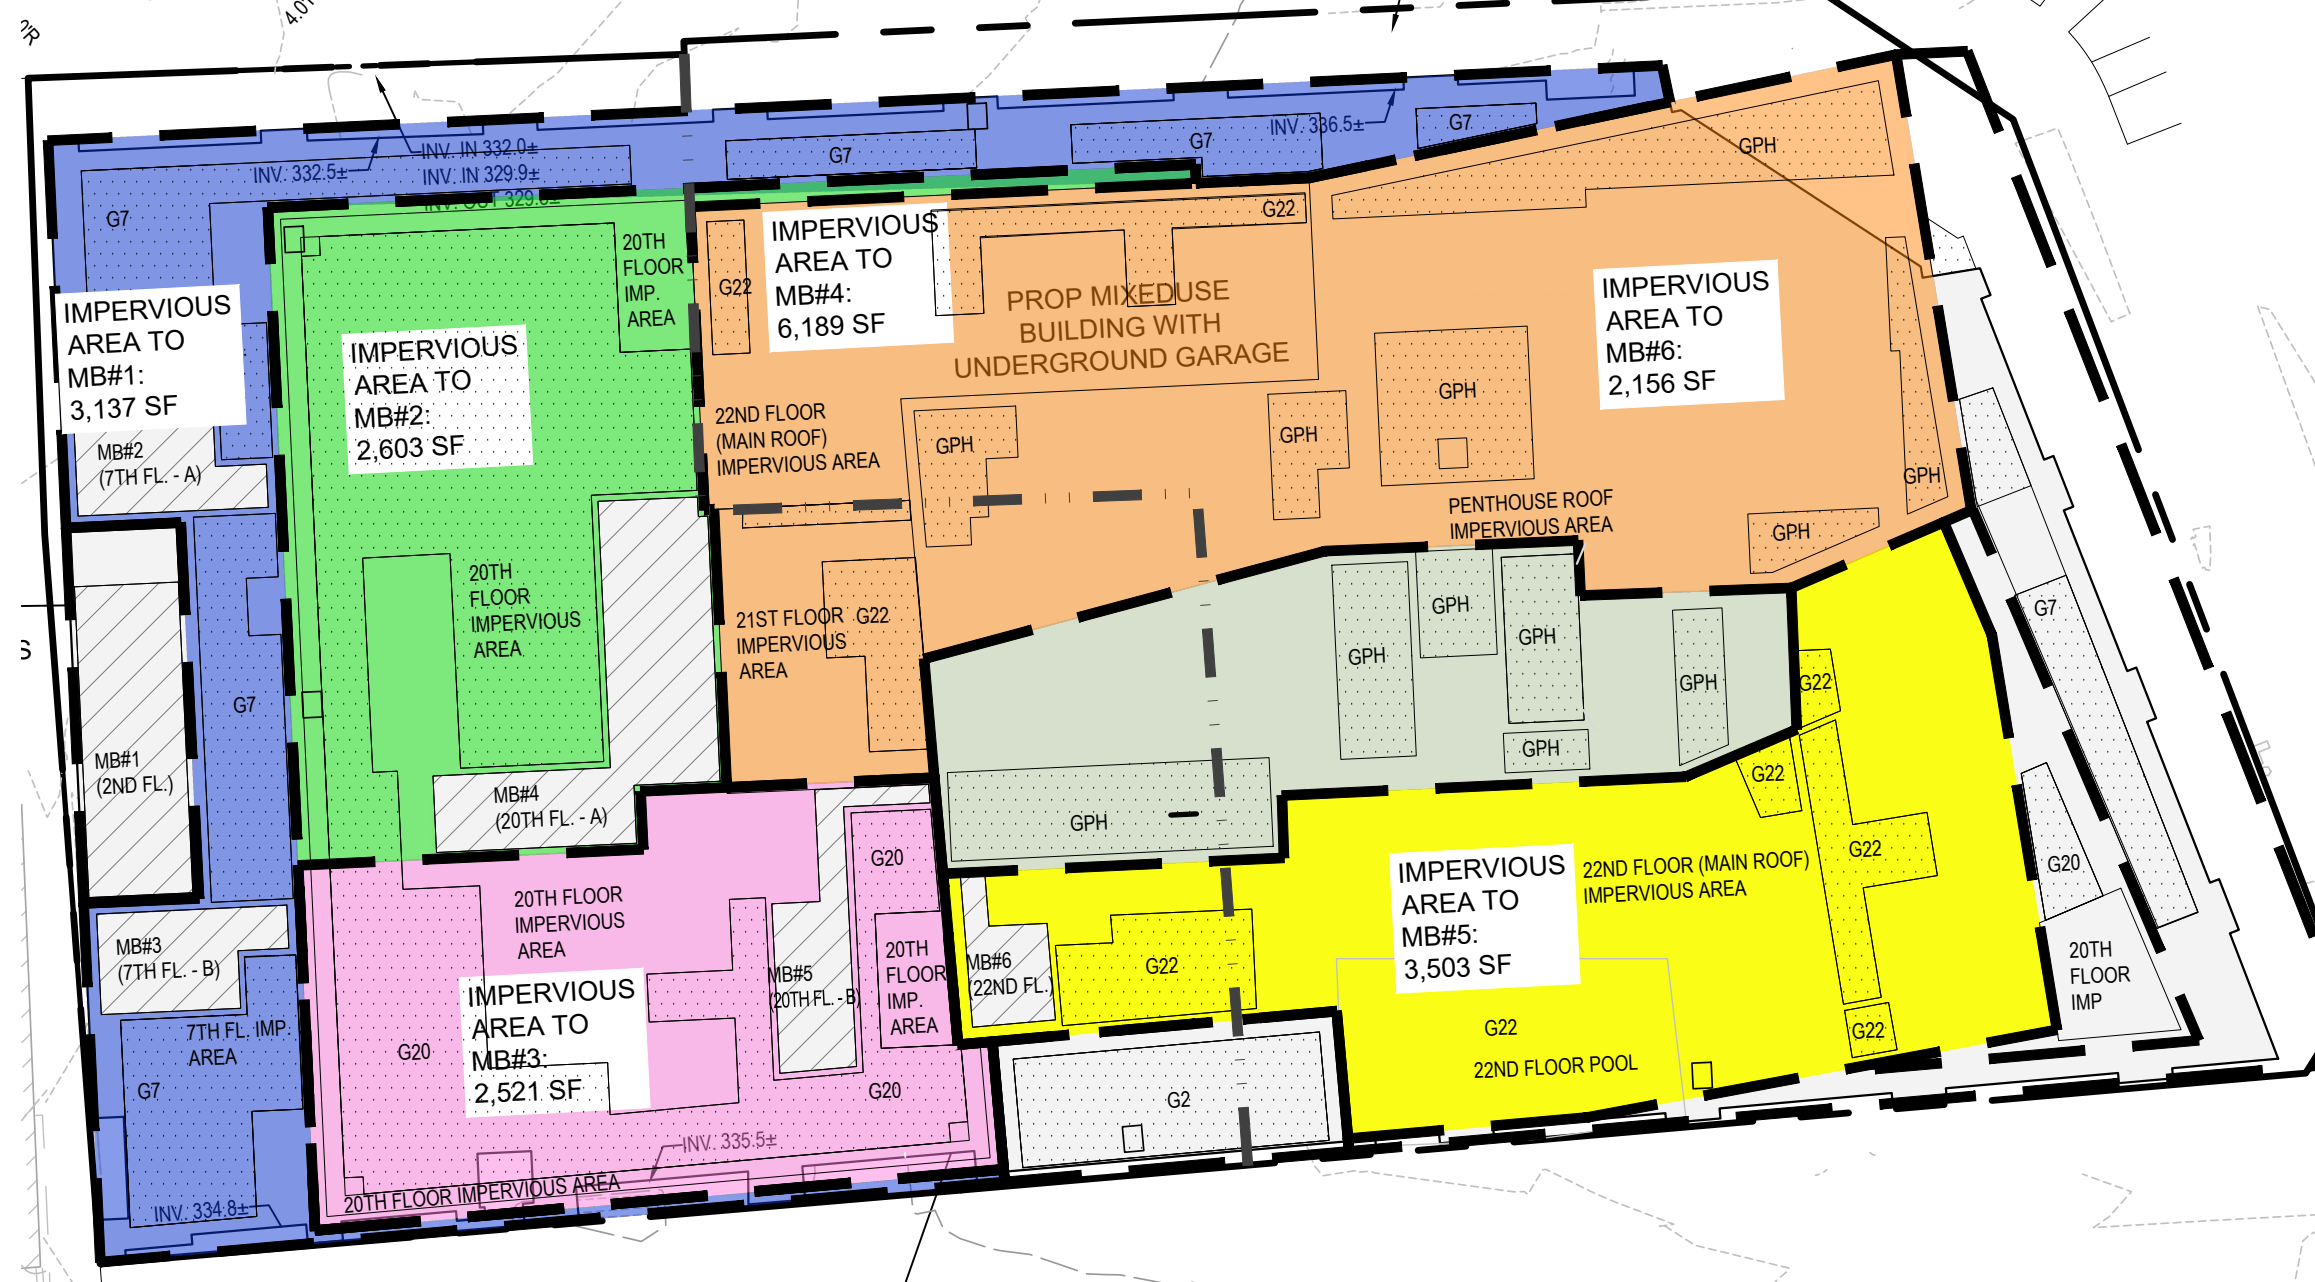 4.01
G7
INV. 332.5±
INV. IN 332.0±
INV. IN 329.9±
INV. OUT 329.6±
G7
G7
INV. 336.5±
G7
GPH
IMPERVIOUS
AREA TO
MB#1:
3,137 SF
IMPERVIOUS
AREA TO
MB#2:
2,603 SF
20TH
FLOOR
IMP.
AREA
G22
IMPERVIOUS
AREA TO
MB#4:
6,189 SF
G22
PROP MIXEDUSE
BUILDING WITH
UNDERGROUND GARAGE
IMPERVIOUS
AREA TO
MB#6:
2,156 SF
22ND FLOOR
(MAIN ROOF)
IMPERVIOUS AREA
GPH
GPH
GPH
GPH
PENTHOUSE ROOF
IMPERVIOUS AREA
GPH
MB#2
(7TH FL. - A)
20TH
FLOOR
IMPERVIOUS
AREA
21ST FLOOR
IMPERVIOUS
AREA
G22
GPH
GPH
GPH
GPH
GPH
GPH
G22
G7
S
G7
MB#1
(2ND FL.)
MB#4
(20TH FL. - A)
G22
G22
MB#3
(7TH FL. - B)
20TH FLOOR
IMPERVIOUS
AREA
G20
20TH
FLOOR
IMP.
AREA
MB#5
(20TH FL. - B)
MB#6
(22ND FL.)
G22
IMPERVIOUS
AREA TO
MB#5:
3,503 SF
22ND FLOOR (MAIN ROOF)
IMPERVIOUS AREA
G20
20TH
FLOOR
IMP
7TH FL. IMP.
AREA
G7
G20
IMPERVIOUS
AREA TO
MB#3:
2,521 SF
G20
G2
G22
22ND FLOOR POOL
G22
INV. 335.5±
20TH FLOOR IMPERVIOUS AREA
INV. 334.8±